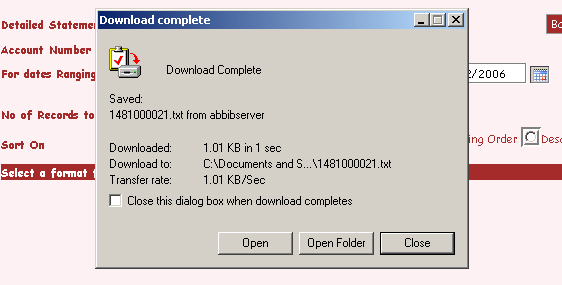 Download complete
Detailed Stateme
Account Number
For dates Ranging
/2006
No of Records to
Sort On
ing Order
Desc
Select a format f
Download Complete
Saved:
1481000021.txt from abbibserver
Downloaded: 1.01 KB in 1 sec
Download to: C:\Documents and S...\1481000021.txt
Transfer rate: 1.01 KB/Sec
Close this dialog box when download completes
Open Open Folder Close